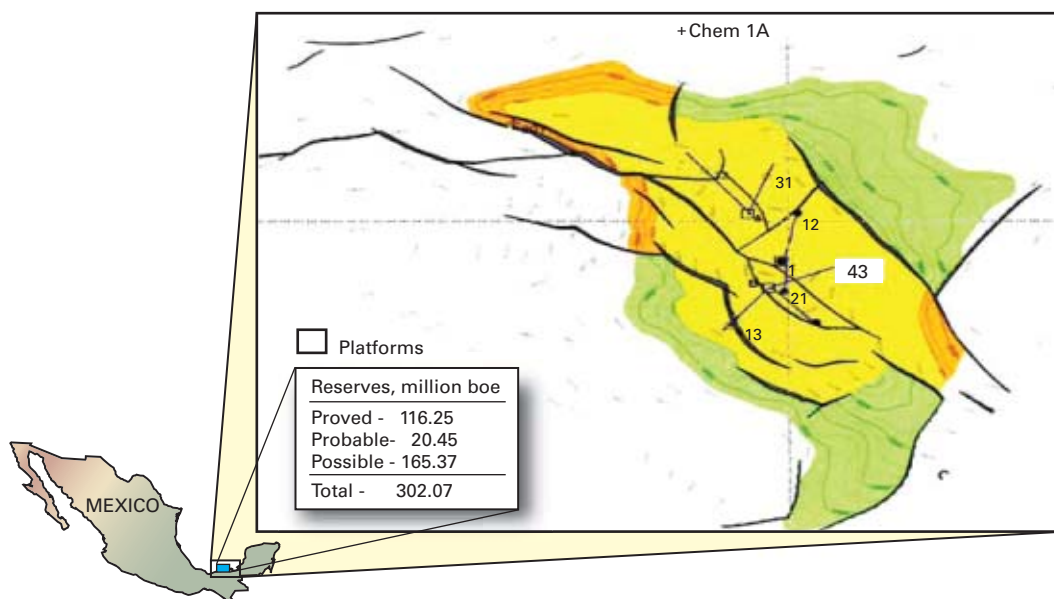 +Chem 1A
31
12
1
43
21
13
Platforms
Reserves, million boe
Proved - 116.25
Probable- 20.45
Possible - 165.37
Total - 302.07
MEXICO